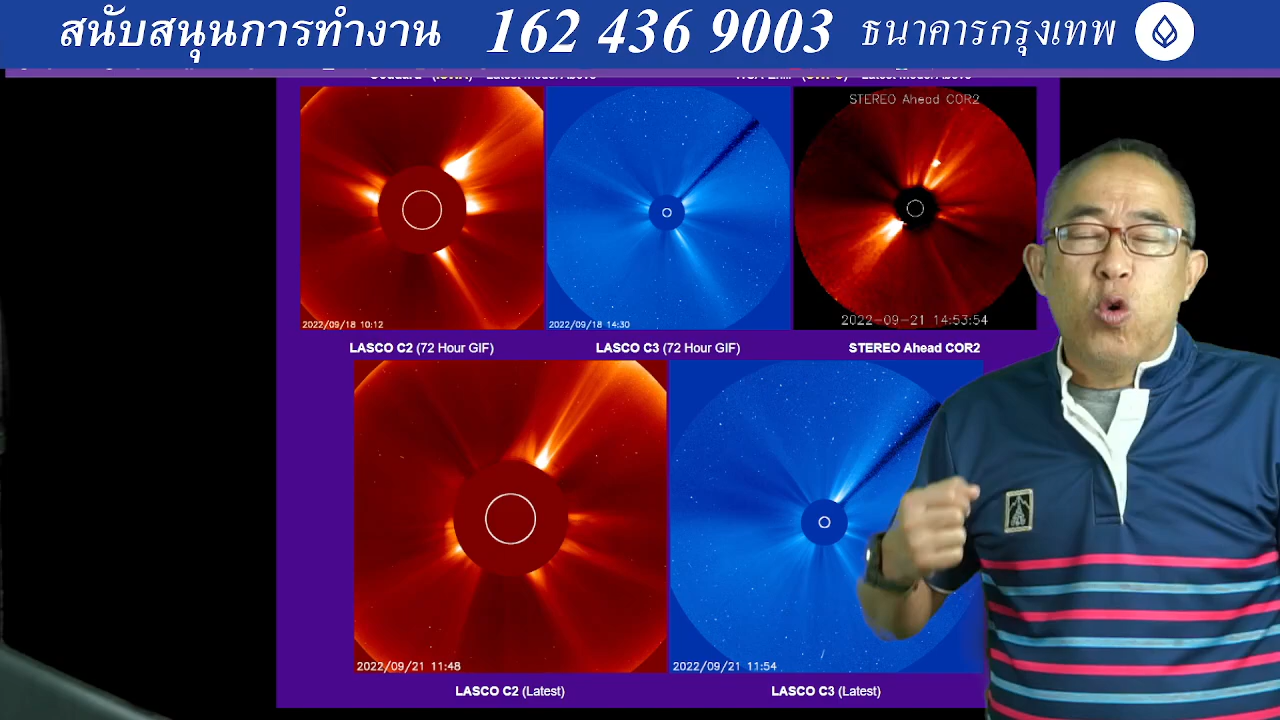 สนับสนุนการทำงาน 162 436 9003 ธนาคารกรุงเทพ
STEREO Ahead COR2
2022/09/18 10:12
2022/09/18 14:30
2022-09-21 14:53:54
LASCO C2 (72 Hour GIF)
LASCO C3 (72 Hour GIF)
STEREO Ahead COR2
2022/09/21 11:48
2022/09/21 11:54
LASCO C2 (Latest)
LASCO C3 (Latest)